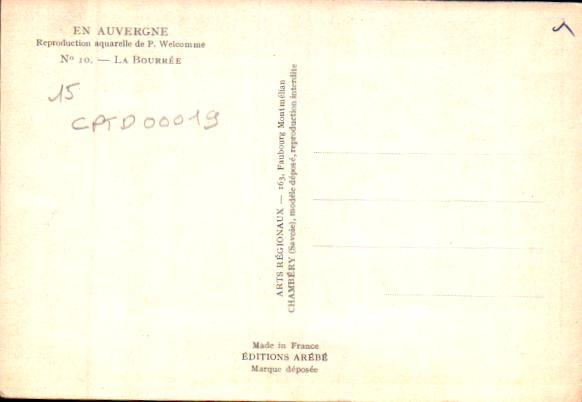 EN AUVERGNE
Reproduction aquarelle de P. Welcomme
Nº 10. — LA BOURRÉE
15
CPTD00019
ARTS RÉGIONAUX — 163, Faubourg Montmélian
CHAMBÉRY (Savoie), modèle déposé, reproduction interdite
Made in France
ÉDITIONS ARÉBÉ
Marque déposée